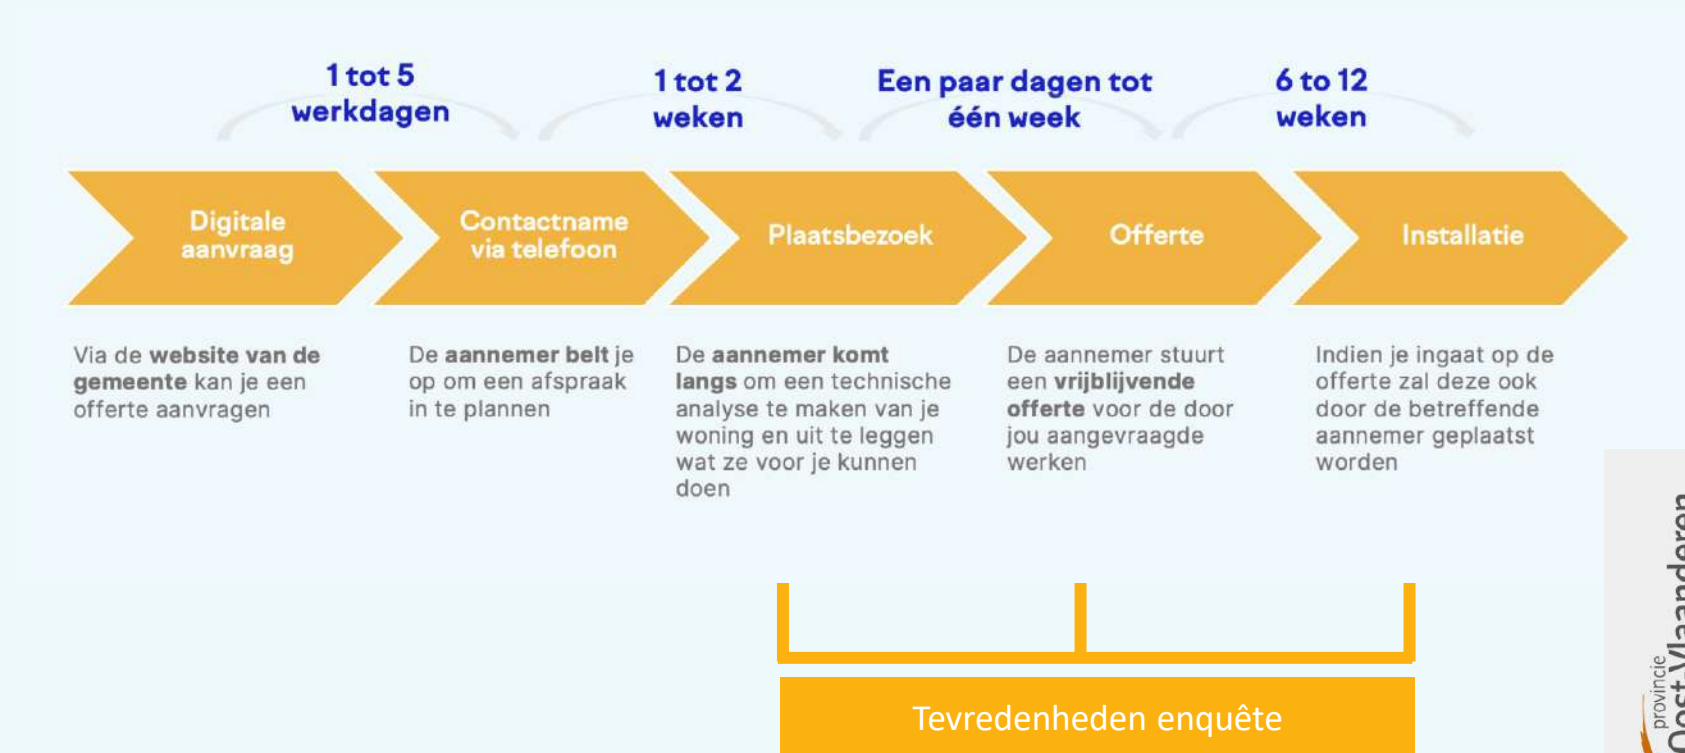 1 tot 5
werkdagen
1 tot 2
weken
Een paar dagen tot
één week
6 to 12
weken
Digitale
aanvraag
Contactname
via telefoon
Plaatsbezoek
Offerte
Installatie
Via de website van de
gemeente kan je een
offerte aanvragen
De aannemer belt je
op om een afspraak
in te plannen
De aannemer komt
langs om een technische
analyse te maken van je
woning en uit te leggen
wat ze voor je kunnen
doen
De aannemer stuurt
een vrijblijvende
offerte voor de door
jou aangevraagde
werken
Indien je ingaat op de
offerte zal deze ook
door de betreffende
aannemer geplaatst
worden
Tevredenheden enquête
provincie
Oost-Vlaanderen